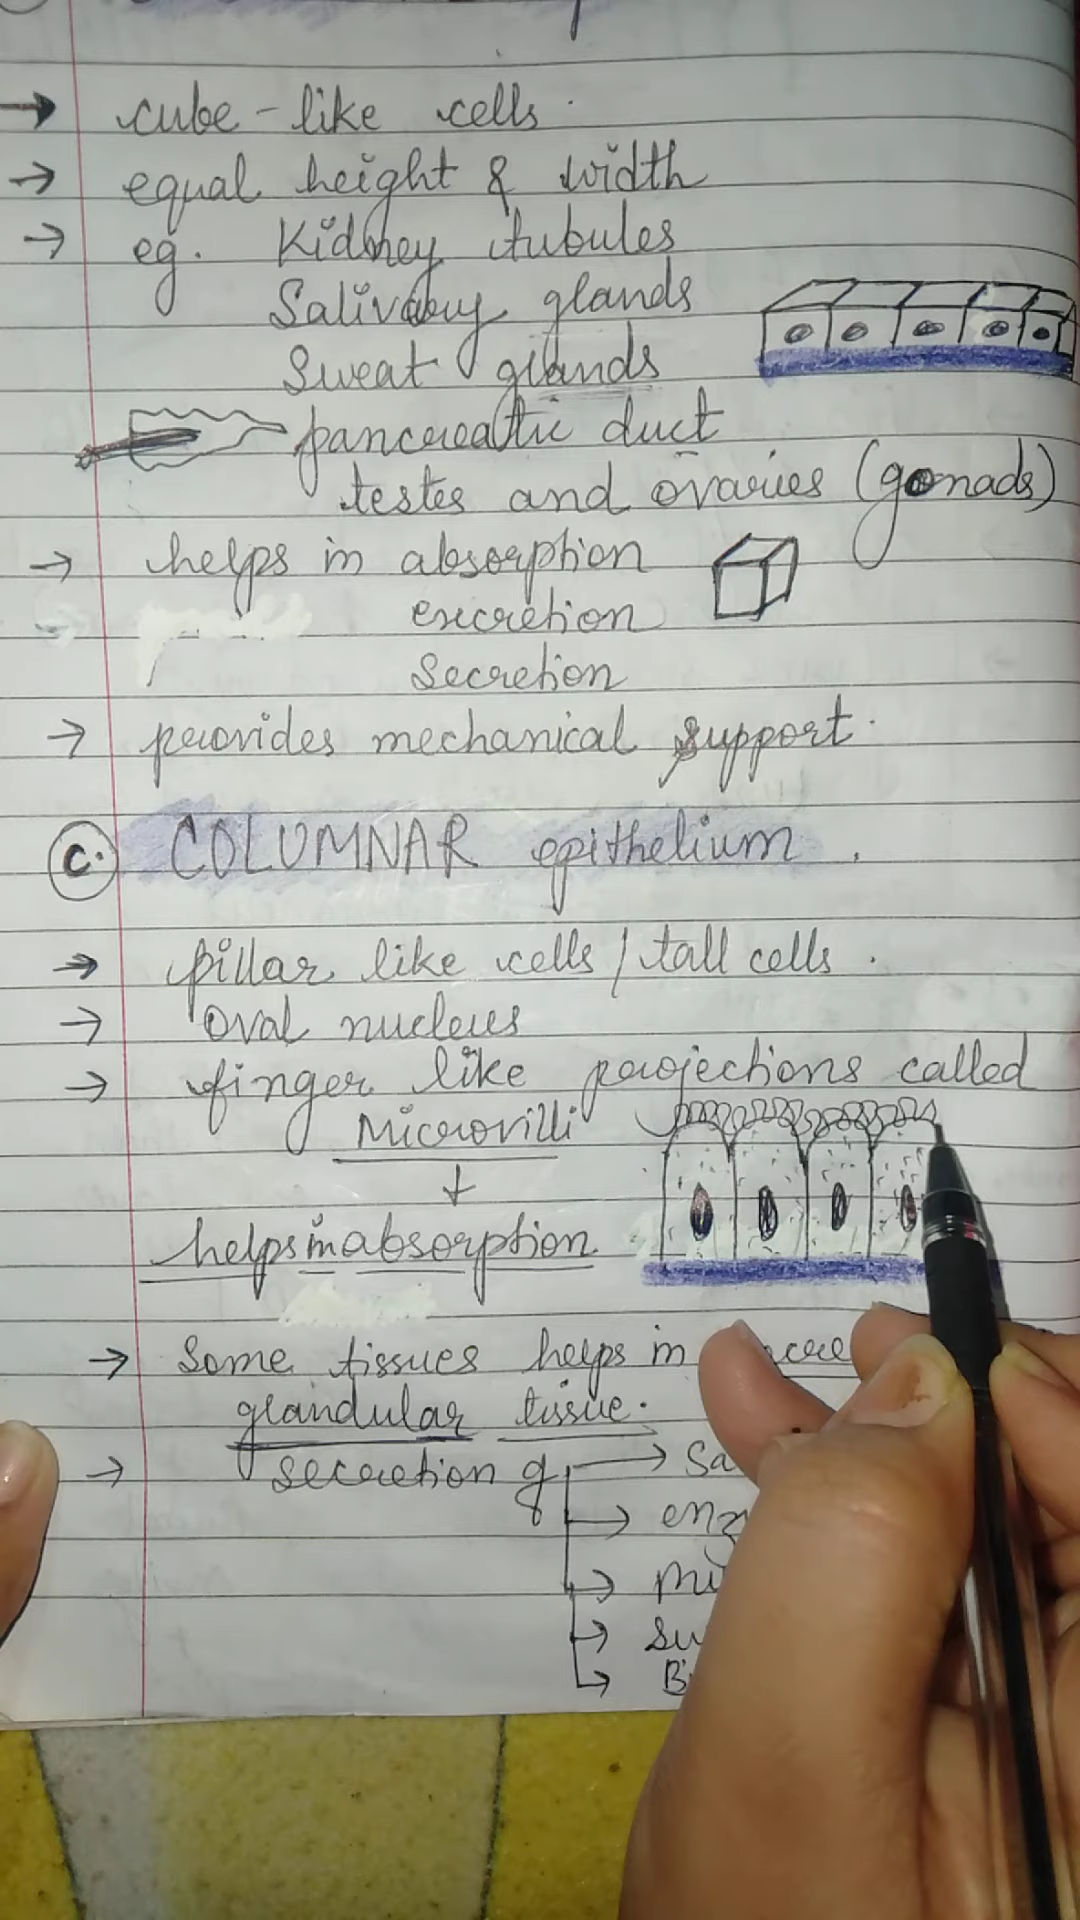 → cube-like cells.
→ equal height & width
→ eg. Kidney tubules
Salivary glands
Sweat glands
pancreatic duct
testes and ovaries (gonads)
→ helps in absorption
excretion
Secretion
→ provides mechanical support.
C. COLUMNAR epithelium.
→ pillar like cells / tall cells.
→ oval nucleus
→ finger like projections called
Microvilli
↓
helps in absorption
→ Some tissues helps in
glandular tissue.
→ secretion of →
→
→
→
→